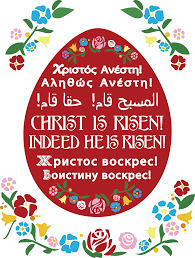 Χριστός Ανέστη!
Αληθώς Ανέστη!
المسيح قام! حقا قام!
CHRIST IS RISEN!
INDEED HE IS RISEN!
Христос воскрес!
Воистину воскрес!